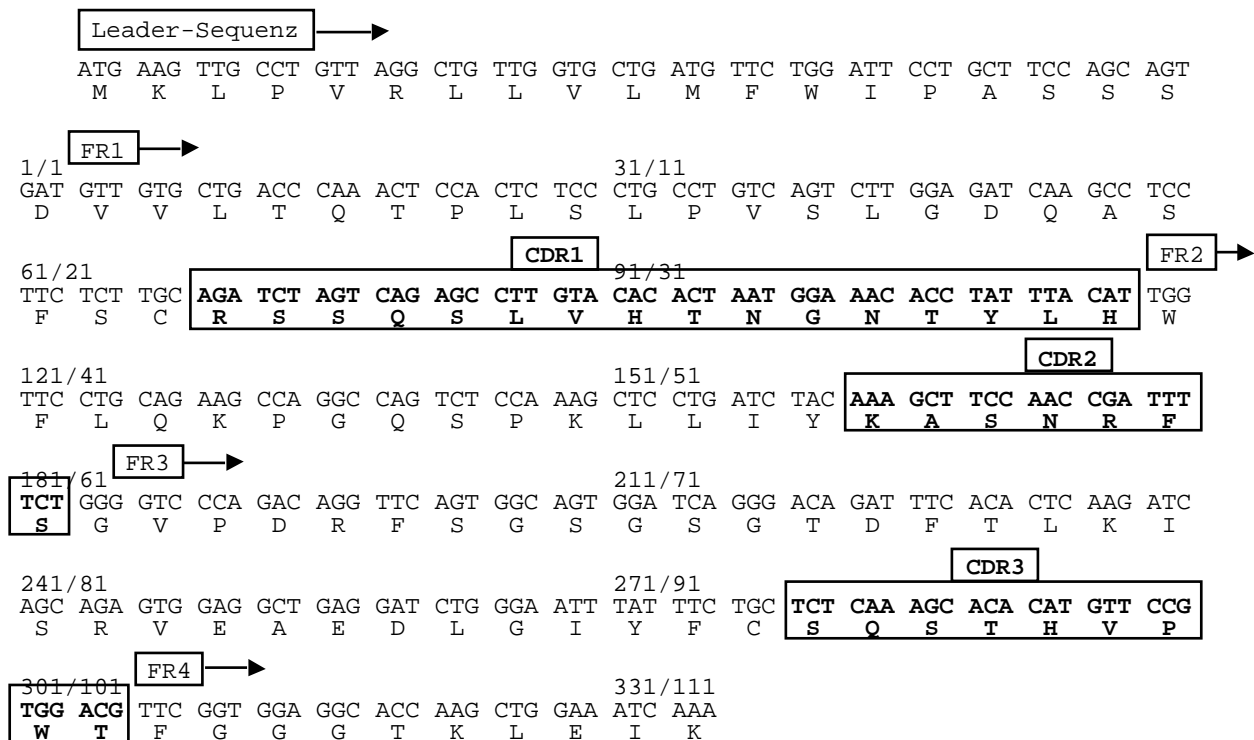 Leader-Sequenz
ATG AAG TTG CCT GTT AGG CTG TTG GTG CTG ATG TTC TGG ATT CCT GCT TCC AGC AGT
M K L P V R L L V L M F W I P A S S S
FR1
1/1 31/11
GAT GTT GTG CTG ACC CAA ACT CCA CTC TCC CTG CCT GTC AGT CTT GGA GAT CAA GCC TCC
D V V L T Q T P L S L P V S L G D Q A S
CDR1 FR2
61/21 91/31
TTC TCT TGC AGA TCT AGT CAG AGC CTT GTA CAC ACT AAT GGA AAC ACC TAT TTA CAT TGG
F S C R S S Q S L V H T N G N T Y L H W
CDR2
121/41 151/51
TTC CTG CAG AAG CCA GGC CAG TCT CCA AAG CTC CTG ATC TAC AAA GCT TCC AAC CGA TTT
F L Q K P G Q S P K L L I Y K A S N R F
FR3
181/61 211/71
TCT GGG GTC CCA GAC AGG TTC AGT GGC AGT GGA TCA GGG ACA GAT TTC ACA CTC AAG ATC
S G V P D R F S G S G S G T D F T L K I
CDR3
241/81 271/91
AGC AGA GTG GAG GCT GAG GAT CTG GGA ATT TAT TTC TGC TCT CAA AGC ACA CAT GTT CCG
S R V E A E D L G I Y F C S Q S T H V P
FR4
301/101 331/111
TGG ACG TTC GGT GGA GGC ACC AAG CTG GAA ATC AAA
W T F G G G T K L E I K